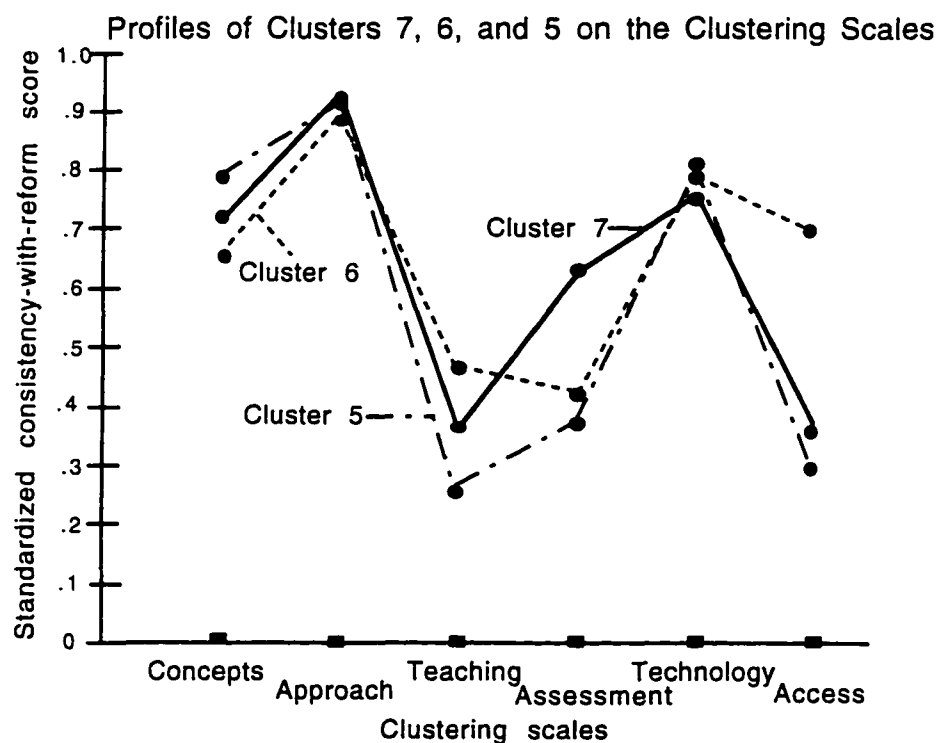 Profiles of Clusters 7, 6, and 5 on the Clustering Scales
Standardized consistency-with-reform score
1.0
.9
.8
.7
.6
.5
.4
.3
.2
.1
0
Cluster 7
Cluster 6
Cluster 5
Concepts
Approach
Teaching
Assessment
Technology
Access
Clustering scales